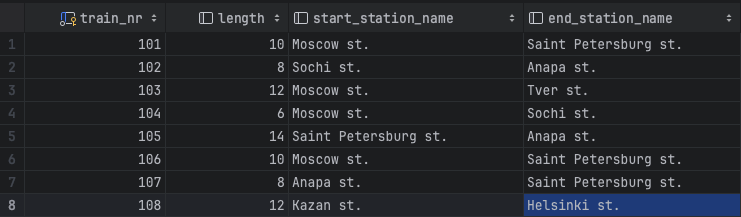 train_nr length start_station_name end_station_name
1 101 10 Moscow st. Saint Petersburg st.
2 102 8 Sochi st. Anapa st.
3 103 12 Moscow st. Tver st.
4 104 6 Moscow st. Sochi st.
5 105 14 Saint Petersburg st. Anapa st.
6 106 10 Moscow st. Saint Petersburg st.
7 107 8 Anapa st. Saint Petersburg st.
8 108 12 Kazan st. Helsinki st.